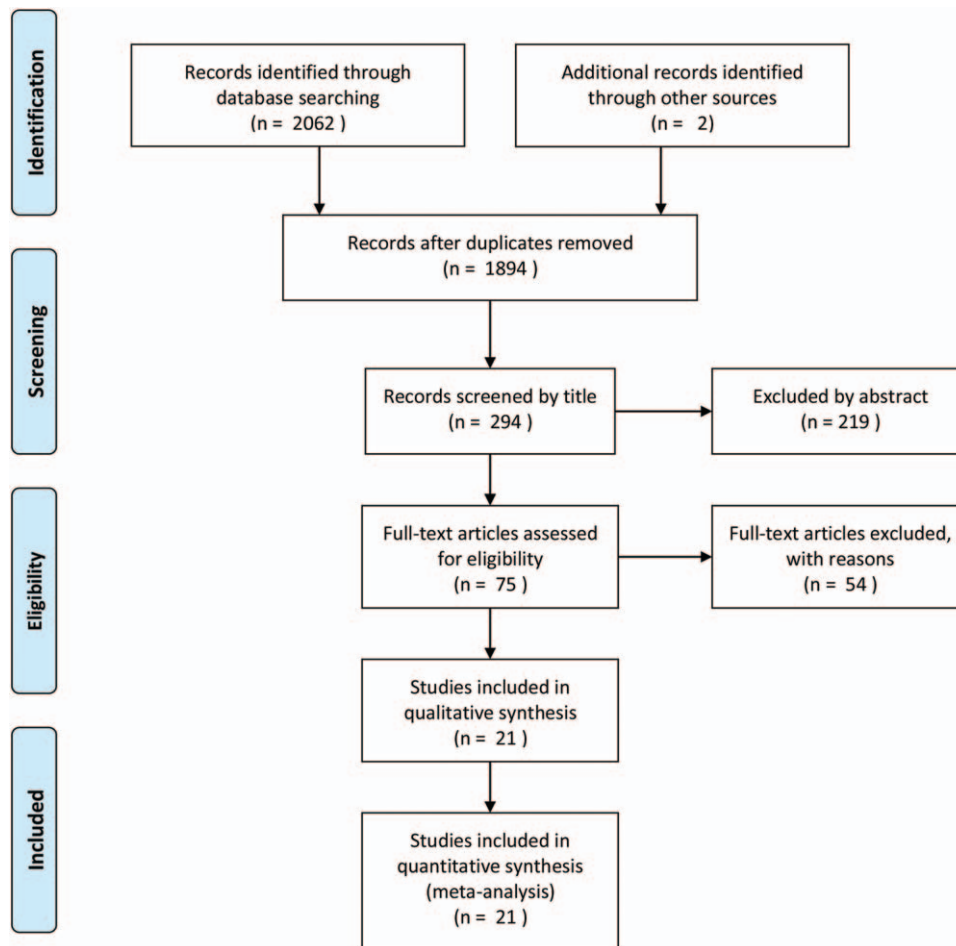 Identification
Records identified through
database searching
(n = 2062 )
Additional records identified
through other sources
(n = 2)
Screening
Records after duplicates removed
(n = 1894 )
Records screened by title
(n = 294 )
Excluded by abstract
(n = 219 )
Eligibility
Full-text articles assessed
for eligibility
(n = 75 )
Full-text articles excluded,
with reasons
(n = 54 )
Studies included in
qualitative synthesis
(n = 21 )
Included
Studies included in
quantitative synthesis
(meta-analysis)
(n = 21 )